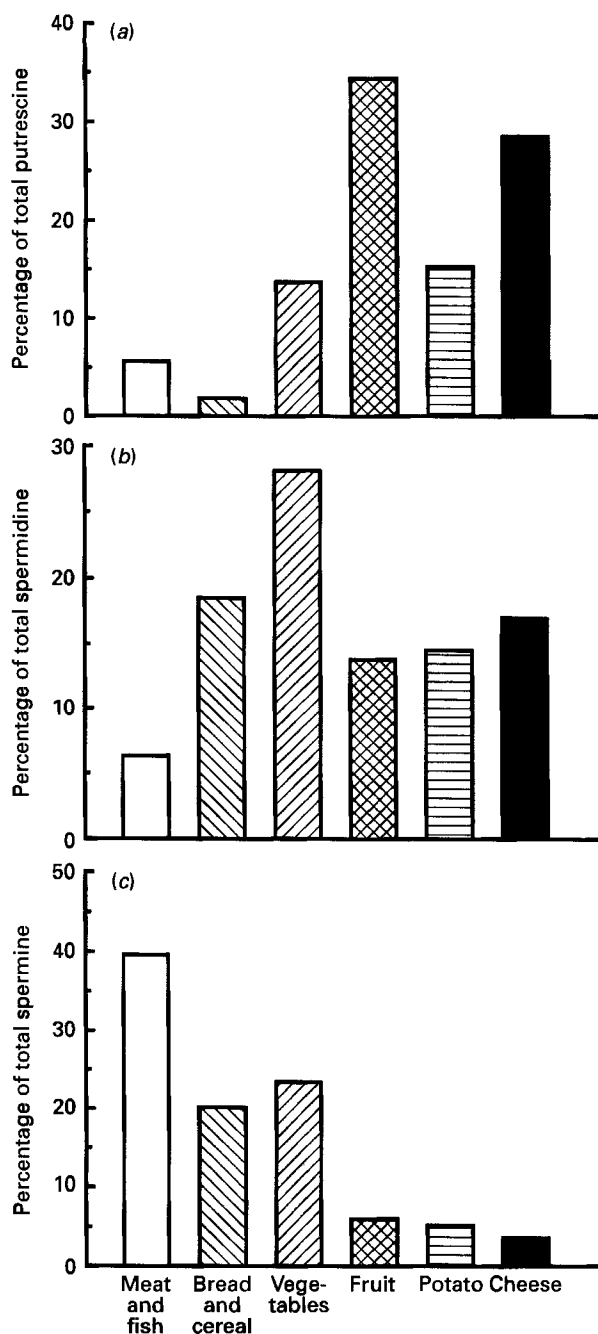 (a)
Percentage of total putrescine
40
30
20
10
0
(b)
Percentage of total spermidine
30
20
10
0
(c)
Percentage of total spermine
50
40
30
20
10
0
Meat and fish
Bread and cereal
Vege-tables
Fruit
Potato
Cheese